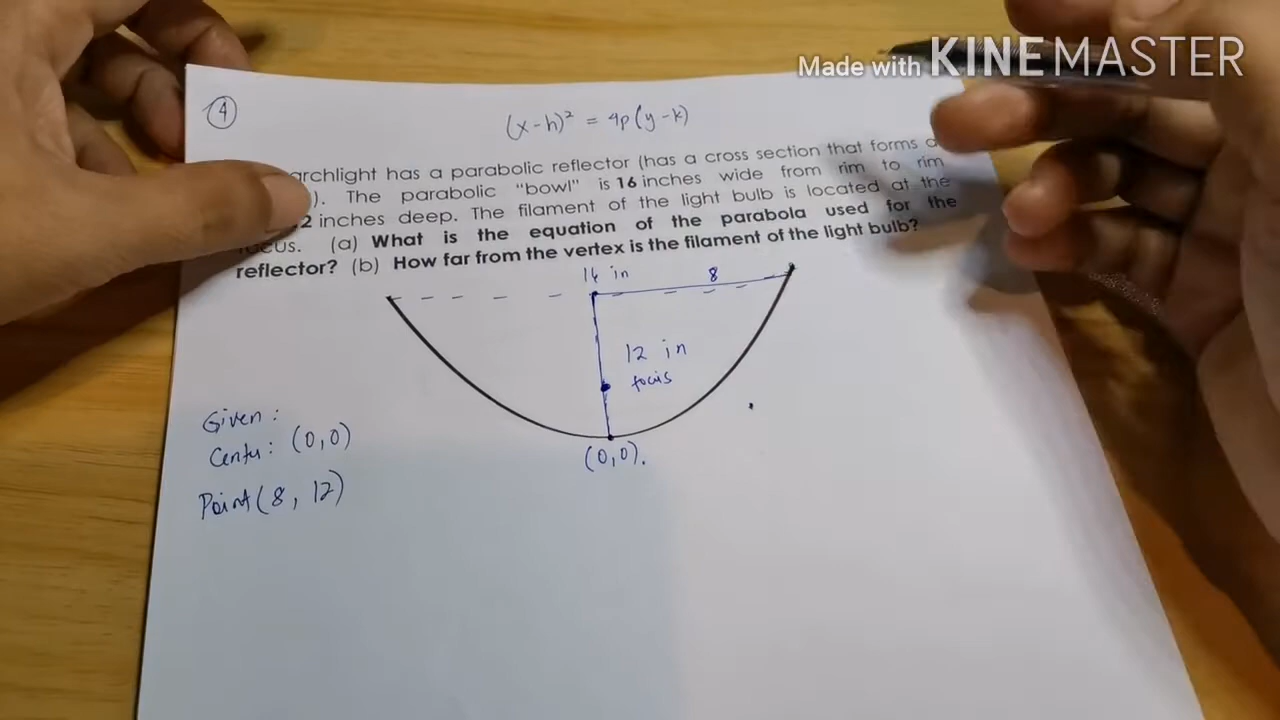 Made with KINEMASTER
4
(x-h)² = 4p(y-k)
archlight has a parabolic reflector (has a cross section that forms a
). The parabolic "bowl" is 16 inches wide from rim to rim
2 inches deep. The filament of the light bulb is located at the
focus. (a) What is the equation of the parabola used for the
reflector? (b) How far from the vertex is the filament of the light bulb?
16 in
8
12 in
focus
Given :
Center : (0,0)
(0,0).
Point (8, 12)